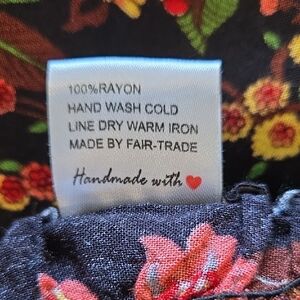 100%RAYON
HAND WASH COLD
LINE DRY WARM IRON
MADE BY FAIR-TRADE
Handmade with ❤